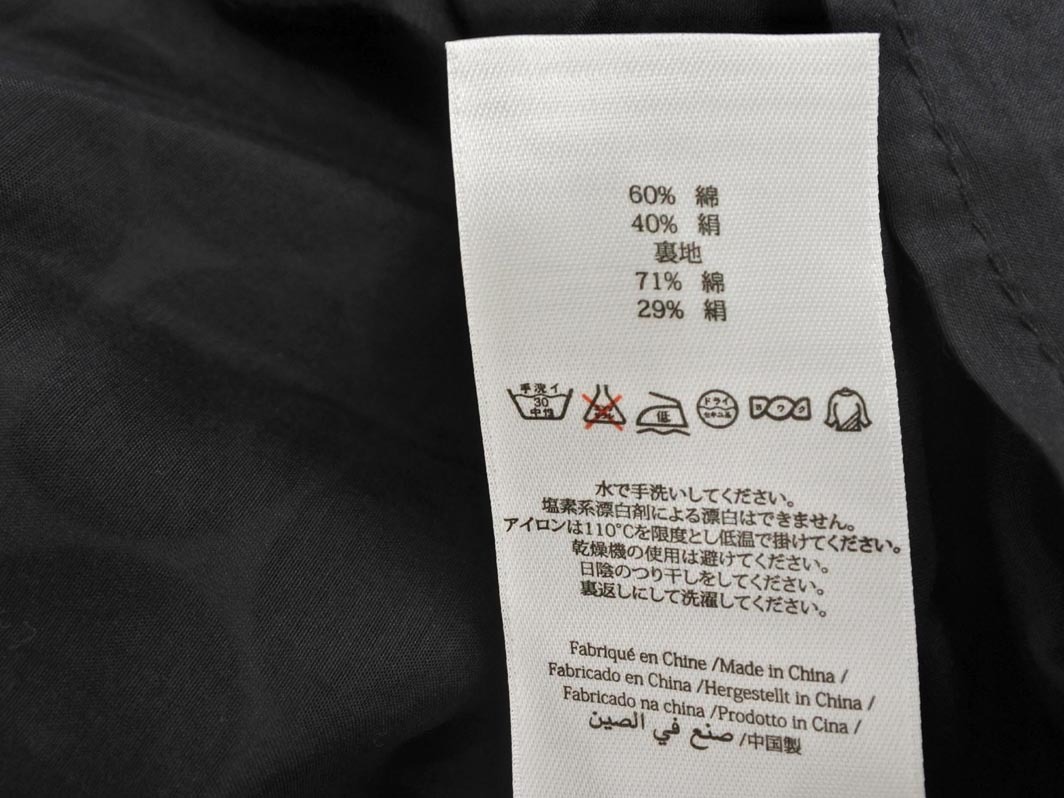 60% 綿
40% 絹
裏地
71% 綿
29% 絹
手洗イ
30
中性
低
ドライ
セキユ系
ヨワク
水で手洗いしてください。
塩素系漂白剤による漂白はできません。
アイロンは110°Cを限度とし低温で掛けてください。
乾燥機の使用は避けてください。
日陰のつり干しをしてください。
裏返しにして洗濯してください。
Fabriqué en Chine /Made in China /
Fabricado en China /Hergestellt in China /
Fabricado na china /Prodotto in Cina /
صنع في الصين /中国製